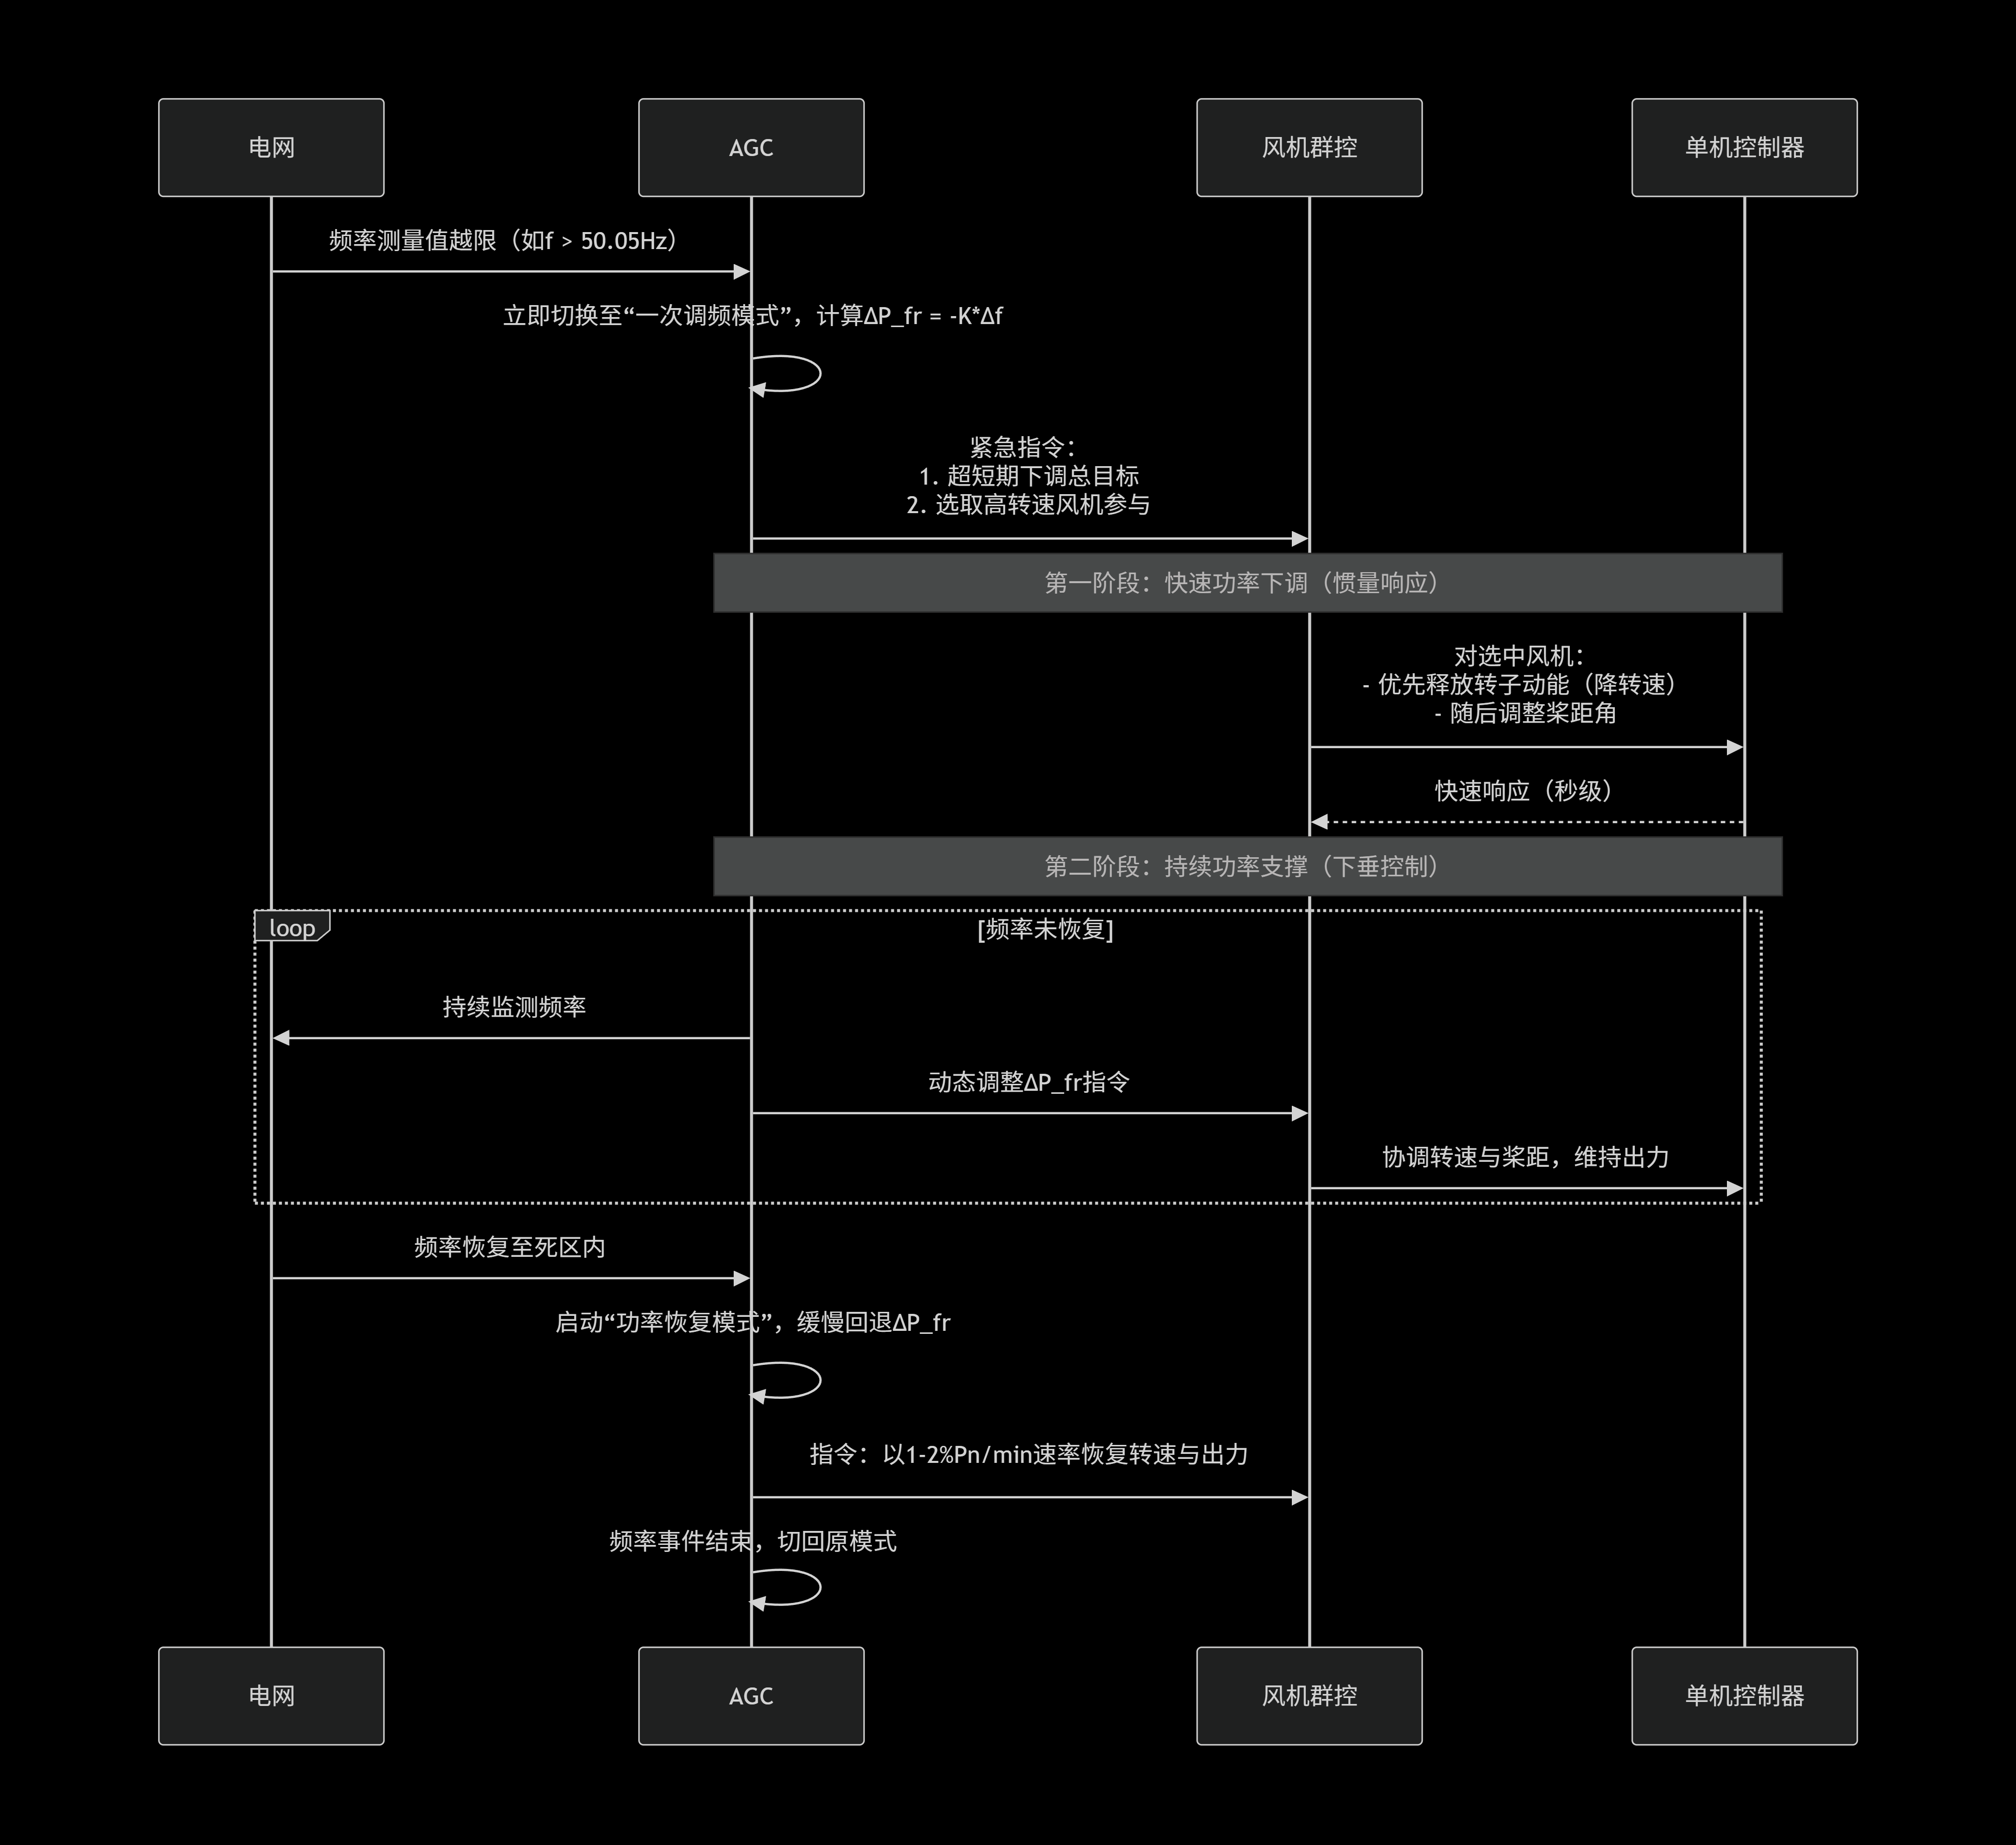 电网
AGC
风机群控
单机控制器
频率测量值越限（如f > 50.05Hz）
立即切换至“一次调频模式”，计算ΔP_fr = -K*Δf
紧急指令：
1. 超短期下调总目标
2. 选取高转速风机参与
第一阶段：快速功率下调（惯量响应）
对选中风机：
- 优先释放转子动能（降转速）
- 随后调整桨距角
快速响应（秒级）
第二阶段：持续功率支撑（下垂控制）
loop
[频率未恢复]
持续监测频率
动态调整ΔP_fr指令
协调转速与桨距，维持出力
频率恢复至死区内
启动“功率恢复模式”，缓慢回退ΔP_fr
指令：以1-2%Pn/min速率恢复转速与出力
频率事件结束，切回原模式
电网
AGC
风机群控
单机控制器